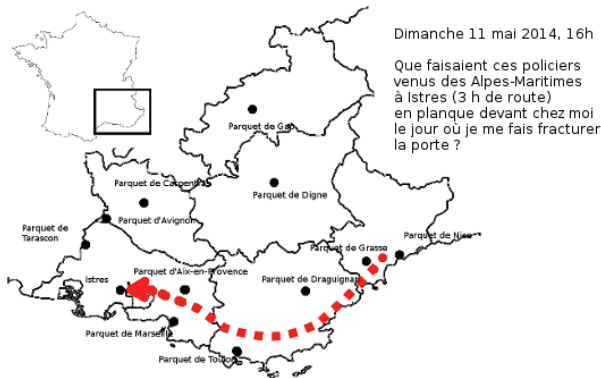 Dimanche 11 mai 2014, 16h
Que faisaient ces policiers
venus des Alpes-Maritimes
à Istres (3 h de route)
en planque devant chez moi
le jour où je me fais fracturer
la porte ?
Parquet de Gap
Parquet de Carpentras
Parquet de Digne
Parquet d'Avignon
Parquet de
Tarascon
Parquet de Nice
Parquet de Grasse
Istres
Parquet d'Aix-en-Provence
Parquet de Draguignan
Parquet de Marseille
Parquet de Toulon